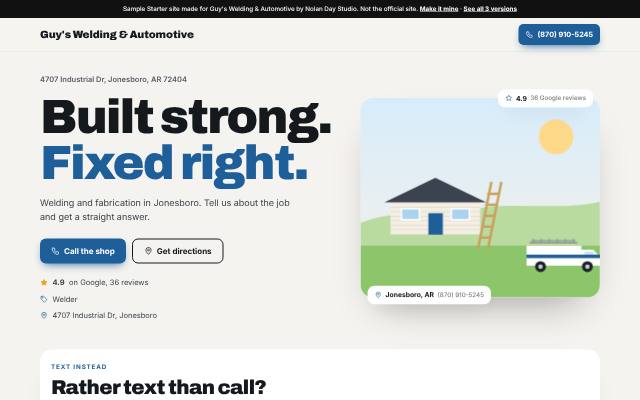 Sample Starter site made for Guy's Welding & Automotive by Nolan Day Studio. Not the official site. Make it mine · See all 3 versions
Guy's Welding & Automotive
(870) 910-5245
4707 Industrial Dr, Jonesboro, AR 72404
Built strong.
Fixed right.
Welding and fabrication in Jonesboro. Tell us about the job
and get a straight answer.
Call the shop
Get directions
4.9 on Google, 36 reviews
Welder
4707 Industrial Dr, Jonesboro
4.9 36 Google reviews
Jonesboro, AR (870) 910-5245
TEXT INSTEAD
Rather text than call?